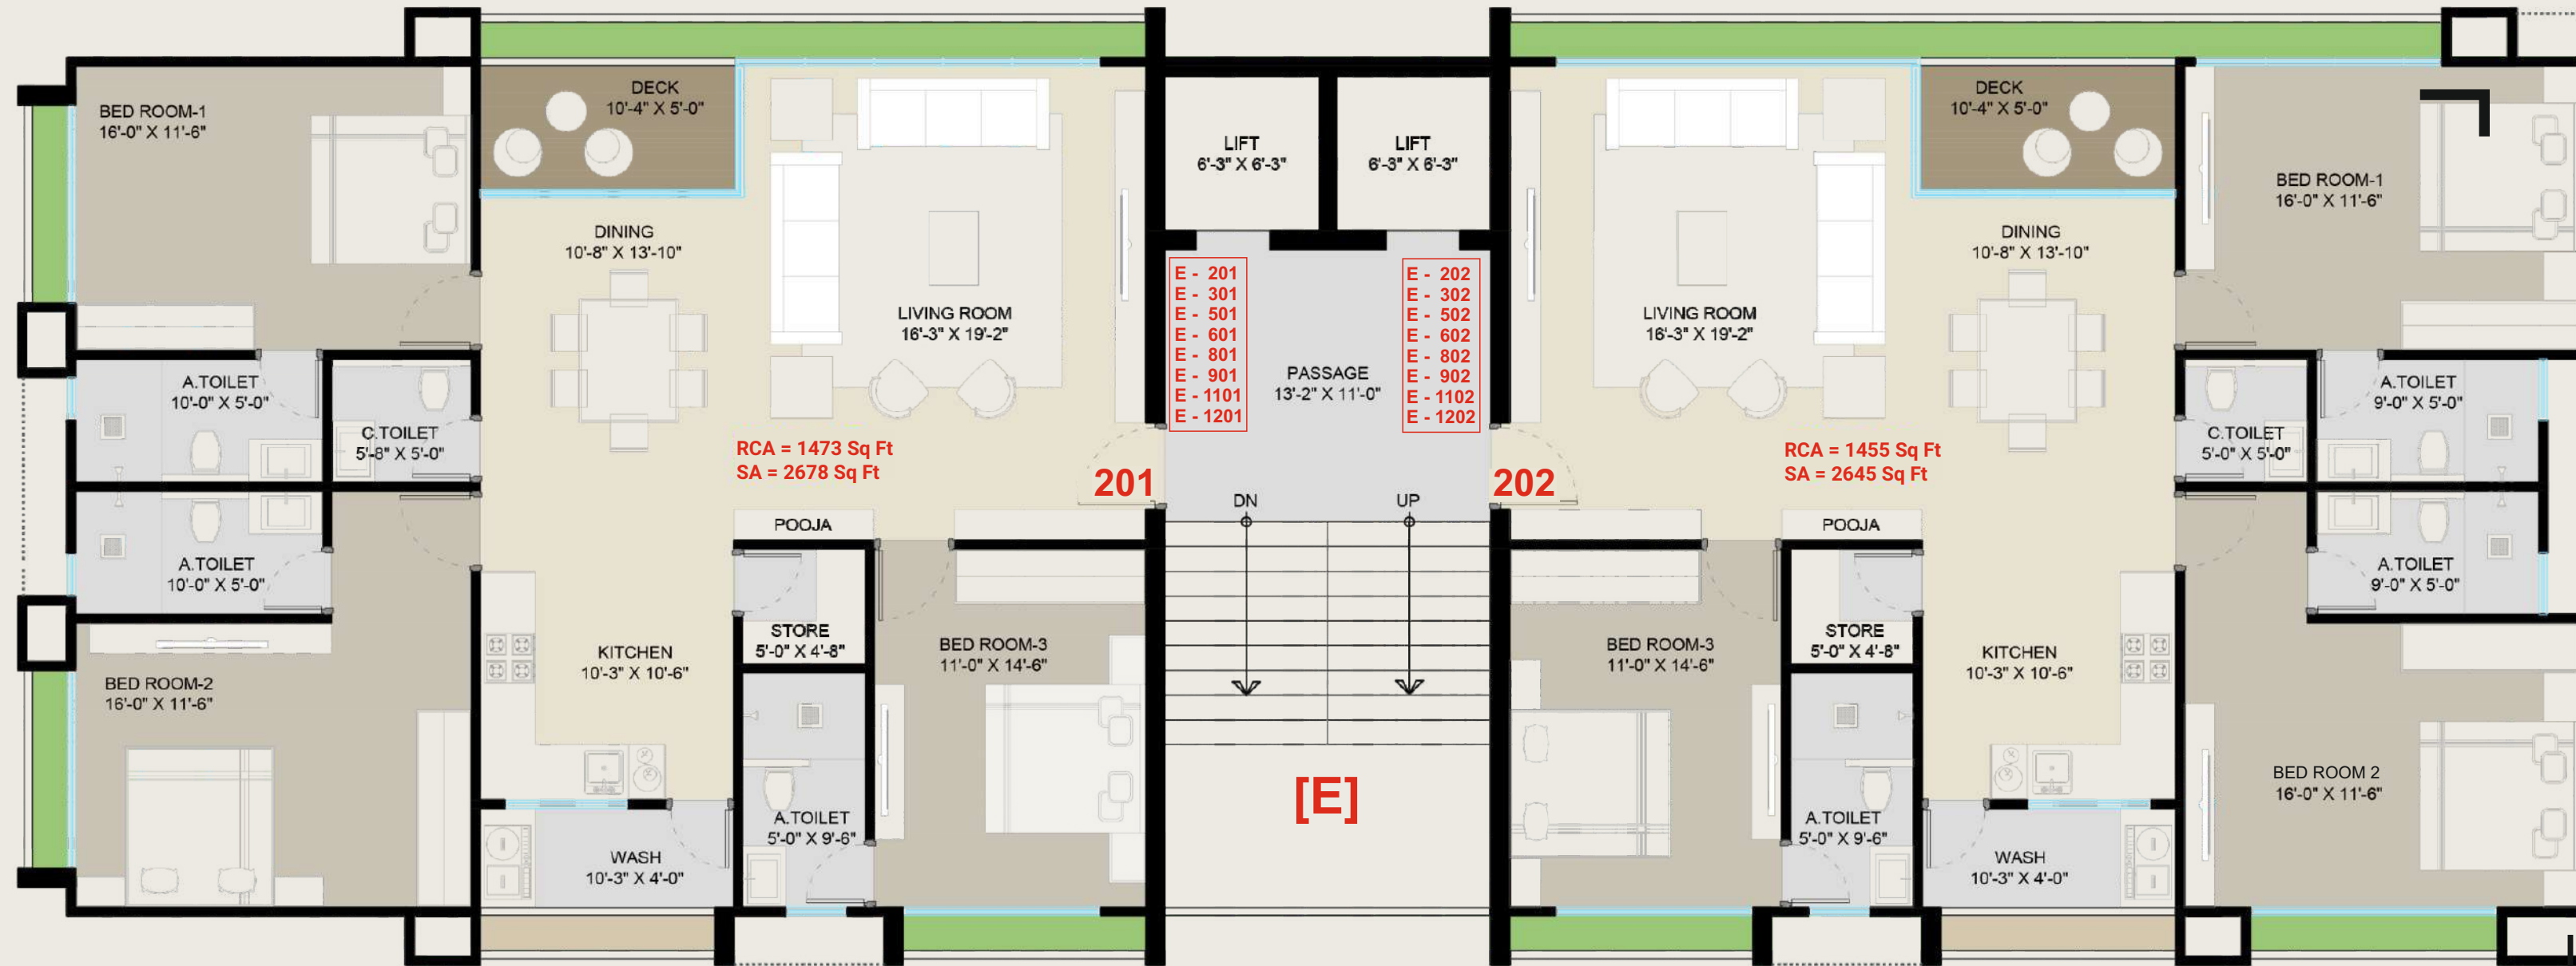 BED ROOM-1
16'-0" X 11'-6"
DECK
10'-4" X 5'-0"
DINING
10'-8" X 13'-10"
LIVING ROOM
16'-3" X 19'-2"
A.TOILET
10'-0" X 5'-0"
C.TOILET
5'-8" X 5'-0"
A.TOILET
10'-0" X 5'-0"
BED ROOM-2
16'-0" X 11'-6"
RCA = 1473 Sq Ft
SA = 2678 Sq Ft
201
POOJA
STORE
5'-0" X 4'-8"
KITCHEN
10'-3" X 10'-6"
BED ROOM-3
11'-0" X 14'-6"
A.TOILET
5'-0" X 9'-6"
WASH
10'-3" X 4'-0"
LIFT
6'-3" X 6'-3"
LIFT
6'-3" X 6'-3"
E - 201
E - 301
E - 501
E - 601
E - 801
E - 901
E - 1101
E - 1201
E - 202
E - 302
E - 502
E - 602
E - 802
E - 902
E - 1102
E - 1202
PASSAGE
13'-2" X 11'-0"
DN
UP
[E]
DECK
10'-4" X 5'-0"
BED ROOM-1
16'-0" X 11'-6"
DINING
10'-8" X 13'-10"
LIVING ROOM
16'-3" X 19'-2"
A.TOILET
9'-0" X 5'-0"
C.TOILET
5'-0" X 5'-0"
A.TOILET
9'-0" X 5'-0"
RCA = 1455 Sq Ft
SA = 2645 Sq Ft
202
POOJA
STORE
5'-0" X 4'-8"
BED ROOM-3
11'-0" X 14'-6"
KITCHEN
10'-3" X 10'-6"
A.TOILET
5'-0" X 9'-6"
WASH
10'-3" X 4'-0"
BED ROOM 2
16'-0" X 11'-6"